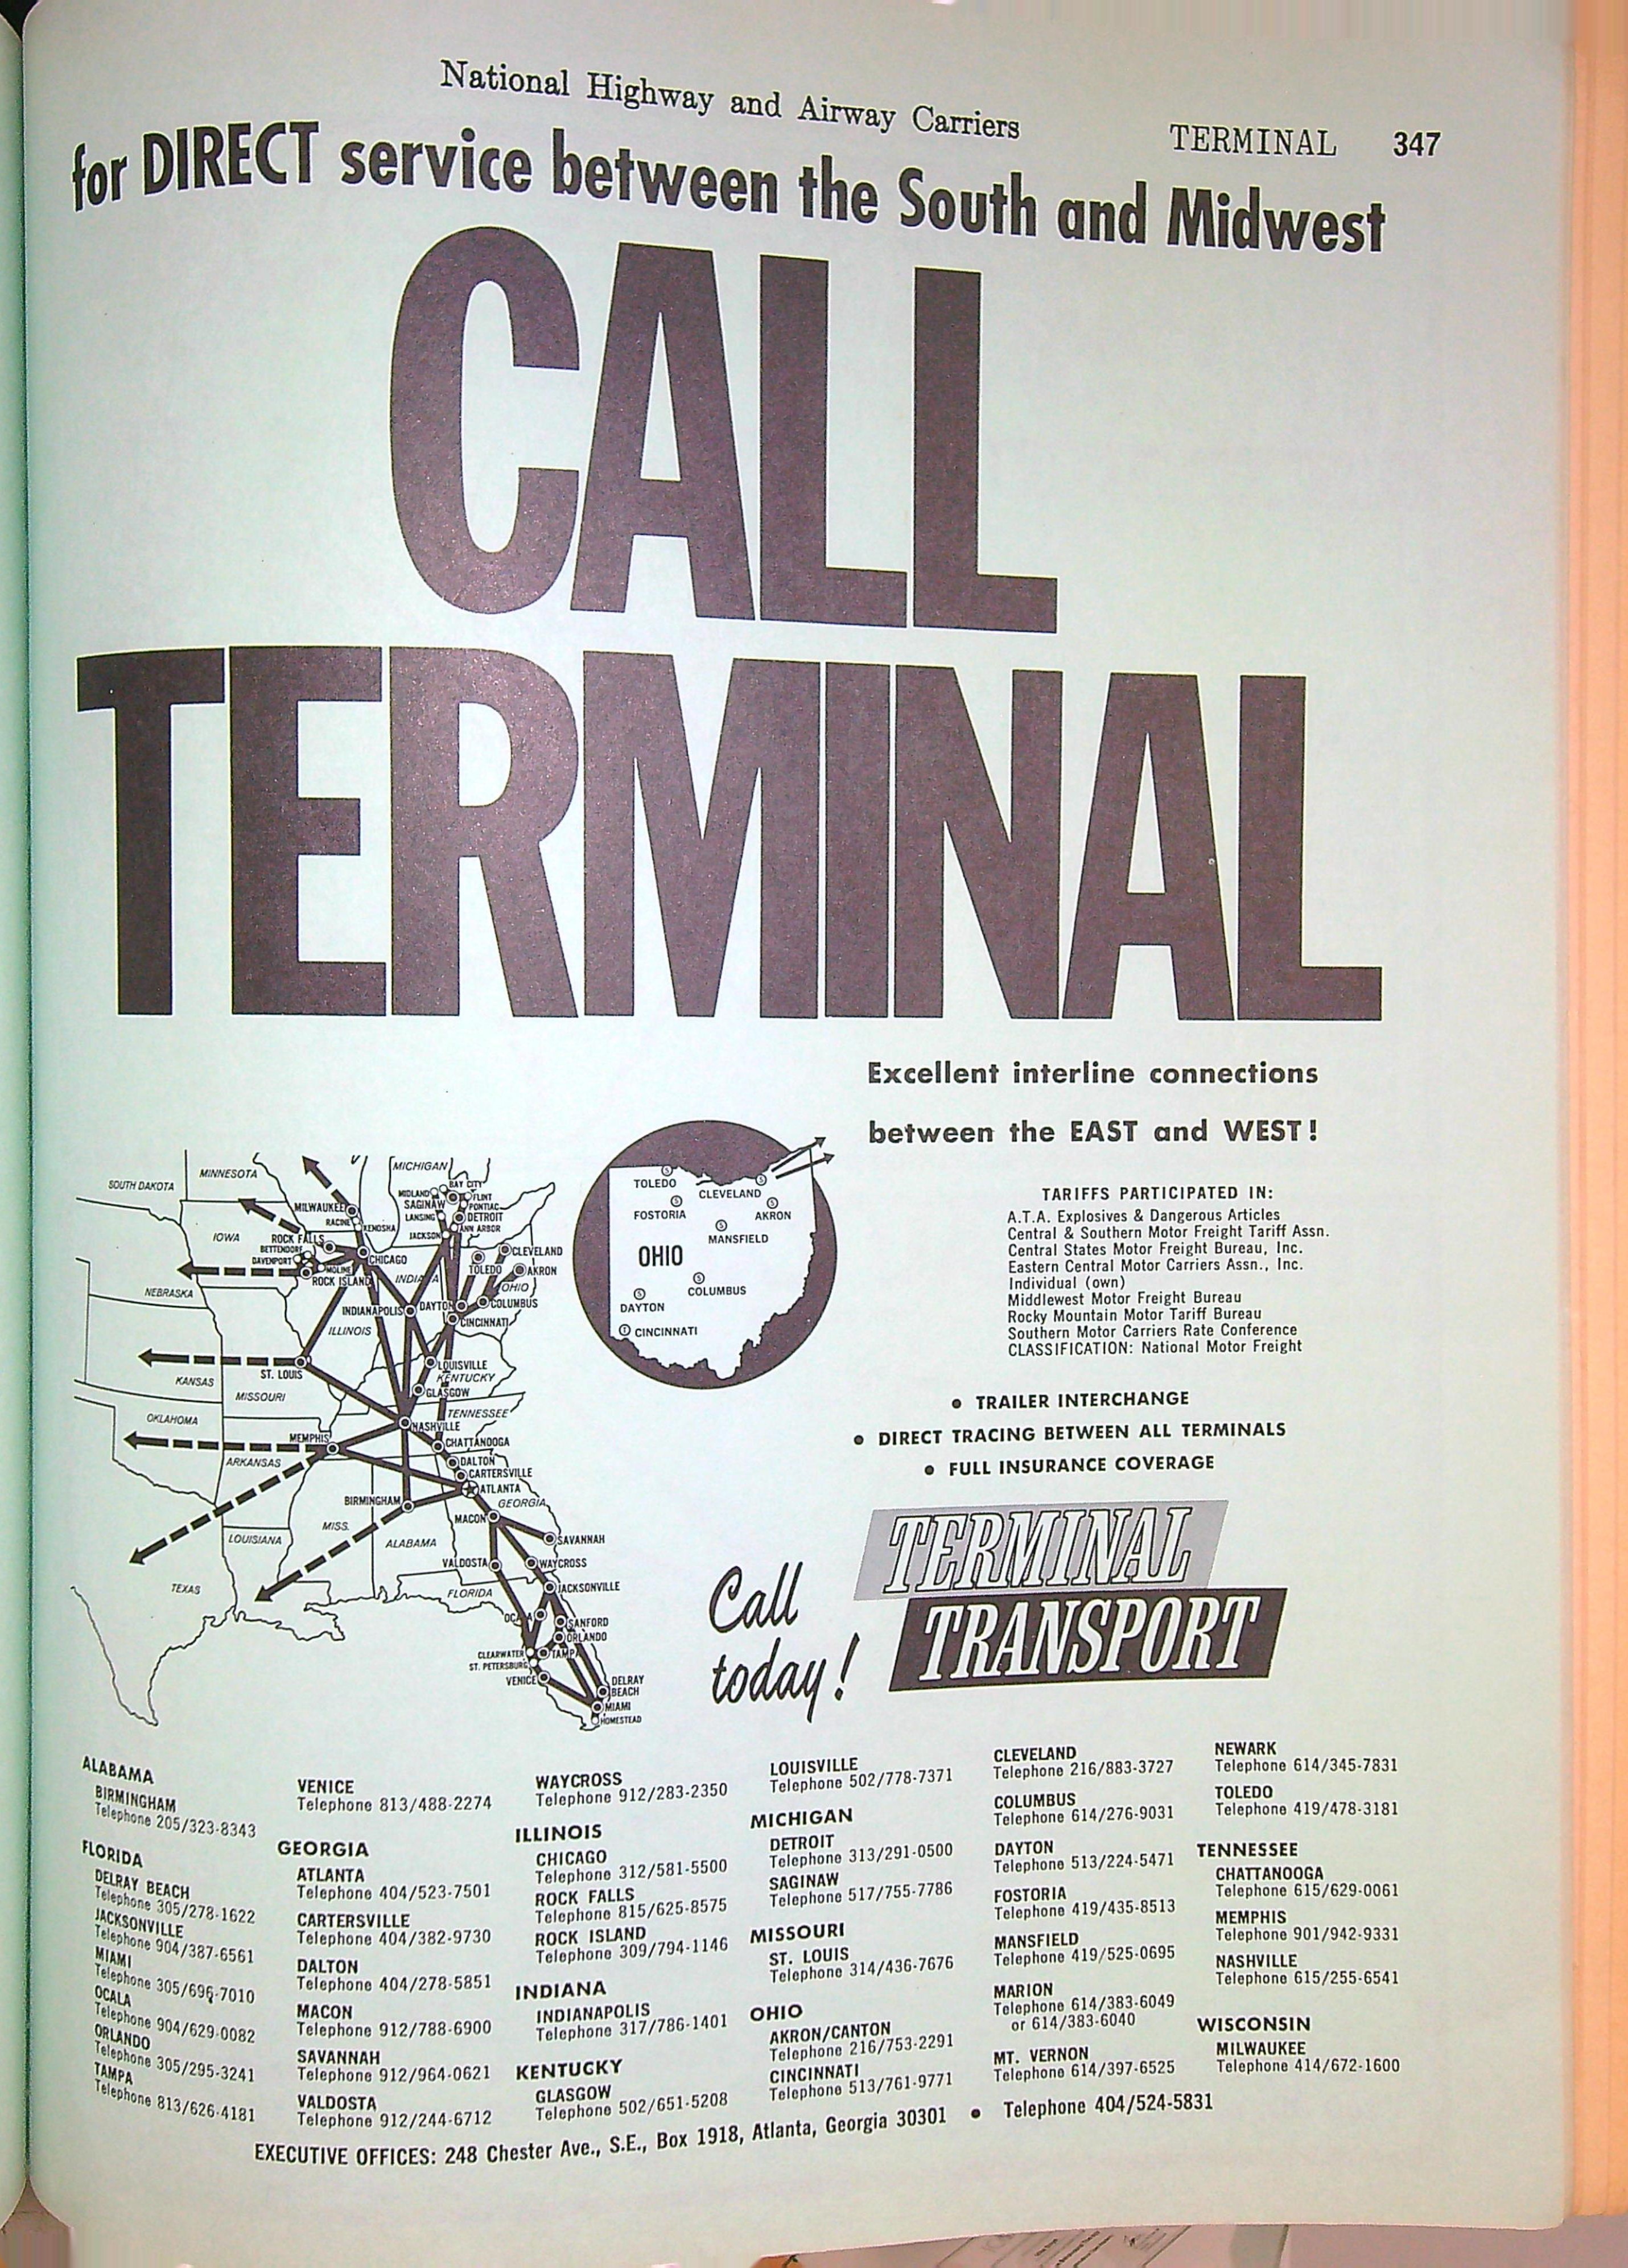 National Highway and Airway Carriers
TERMINAL 347
for DIRECT service between the South and Midwest
CALL
TERMINAL
Excellent interline connections
between the EAST and WEST!
SOUTH DAKOTA
MINNESOTA
MICHIGAN
MIDLAND
BAY CITY
SAGINAW
FLINT
PONTIAC
LANSING
DETROIT
ANN ARBOR
JACKSON
MILWAUKEE
RACINE
KENOSHA
IOWA
ROCK FALLS
BETTENDORF
DAVENPORT
MOLINE
ROCK ISLAND
CHICAGO
CLEVELAND
TOLEDO
AKRON
INDIANA
OHIO
NEBRASKA
INDIANAPOLIS
DAYTON
COLUMBUS
CINCINNATI
ILLINOIS
ST. LOUIS
LOUISVILLE
KENTUCKY
GLASGOW
KANSAS
MISSOURI
TENNESSEE
OKLAHOMA
NASHVILLE
MEMPHIS
CHATTANOOGA
ARKANSAS
DALTON
CARTERSVILLE
ATLANTA
BIRMINGHAM
GEORGIA
MACON
MISS.
LOUISIANA
ALABAMA
SAVANNAH
VALDOSTA
WAYCROSS
TEXAS
FLORIDA
JACKSONVILLE
OCALA
SANFORD
ORLANDO
CLEARWATER
TAMPA
ST. PETERSBURG
VENICE
DELRAY
BEACH
MIAMI
HOMESTEAD
TOLEDO
CLEVELAND
FOSTORIA
AKRON
MANSFIELD
OHIO
COLUMBUS
DAYTON
CINCINNATI
TARIFFS PARTICIPATED IN:
A.T.A. Explosives & Dangerous Articles
Central & Southern Motor Freight Tariff Assn.
Central States Motor Freight Bureau, Inc.
Eastern Central Motor Carriers Assn., Inc.
Individual (own)
Middlewest Motor Freight Bureau
Rocky Mountain Motor Tariff Bureau
Southern Motor Carriers Rate Conference
CLASSIFICATION: National Motor Freight
• TRAILER INTERCHANGE
• DIRECT TRACING BETWEEN ALL TERMINALS
• FULL INSURANCE COVERAGE
Call
today!
TERMINAL
TRANSPORT
ALABAMA
BIRMINGHAM
Telephone 205/323-8343
FLORIDA
DELRAY BEACH
Telephone 305/278-1622
JACKSONVILLE
Telephone 904/387-6561
MIAMI
Telephone 305/696-7010
OCALA
Telephone 904/629-0082
ORLANDO
Telephone 305/295-3241
TAMPA
Telephone 813/626-4181
VENICE
Telephone 813/488-2274
GEORGIA
ATLANTA
Telephone 404/523-7501
CARTERSVILLE
Telephone 404/382-9730
DALTON
Telephone 404/278-5851
MACON
Telephone 912/788-6900
SAVANNAH
Telephone 912/964-0621
VALDOSTA
Telephone 912/244-6712
WAYCROSS
Telephone 912/283-2350
ILLINOIS
CHICAGO
Telephone 312/581-5500
ROCK FALLS
Telephone 815/625-8575
ROCK ISLAND
Telephone 309/794-1146
INDIANA
INDIANAPOLIS
Telephone 317/786-1401
KENTUCKY
GLASGOW
Telephone 502/651-5208
LOUISVILLE
Telephone 502/778-7371
MICHIGAN
DETROIT
Telephone 313/291-0500
SAGINAW
Telephone 517/755-7786
MISSOURI
ST. LOUIS
Telephone 314/436-7676
OHIO
AKRON/CANTON
Telephone 216/753-2291
CINCINNATI
Telephone 513/761-9771
CLEVELAND
Telephone 216/883-3727
COLUMBUS
Telephone 614/276-9031
DAYTON
Telephone 513/224-5471
FOSTORIA
Telephone 419/435-8513
MANSFIELD
Telephone 419/525-0695
MARION
Telephone 614/383-6049
or 614/383-6040
MT. VERNON
Telephone 614/397-6525
NEWARK
Telephone 614/345-7831
TOLEDO
Telephone 419/478-3181
TENNESSEE
CHATTANOOGA
Telephone 615/629-0061
MEMPHIS
Telephone 901/942-9331
NASHVILLE
Telephone 615/255-6541
WISCONSIN
MILWAUKEE
Telephone 414/672-1600
EXECUTIVE OFFICES: 248 Chester Ave., S.E., Box 1918, Atlanta, Georgia 30301 • Telephone 404/524-5831